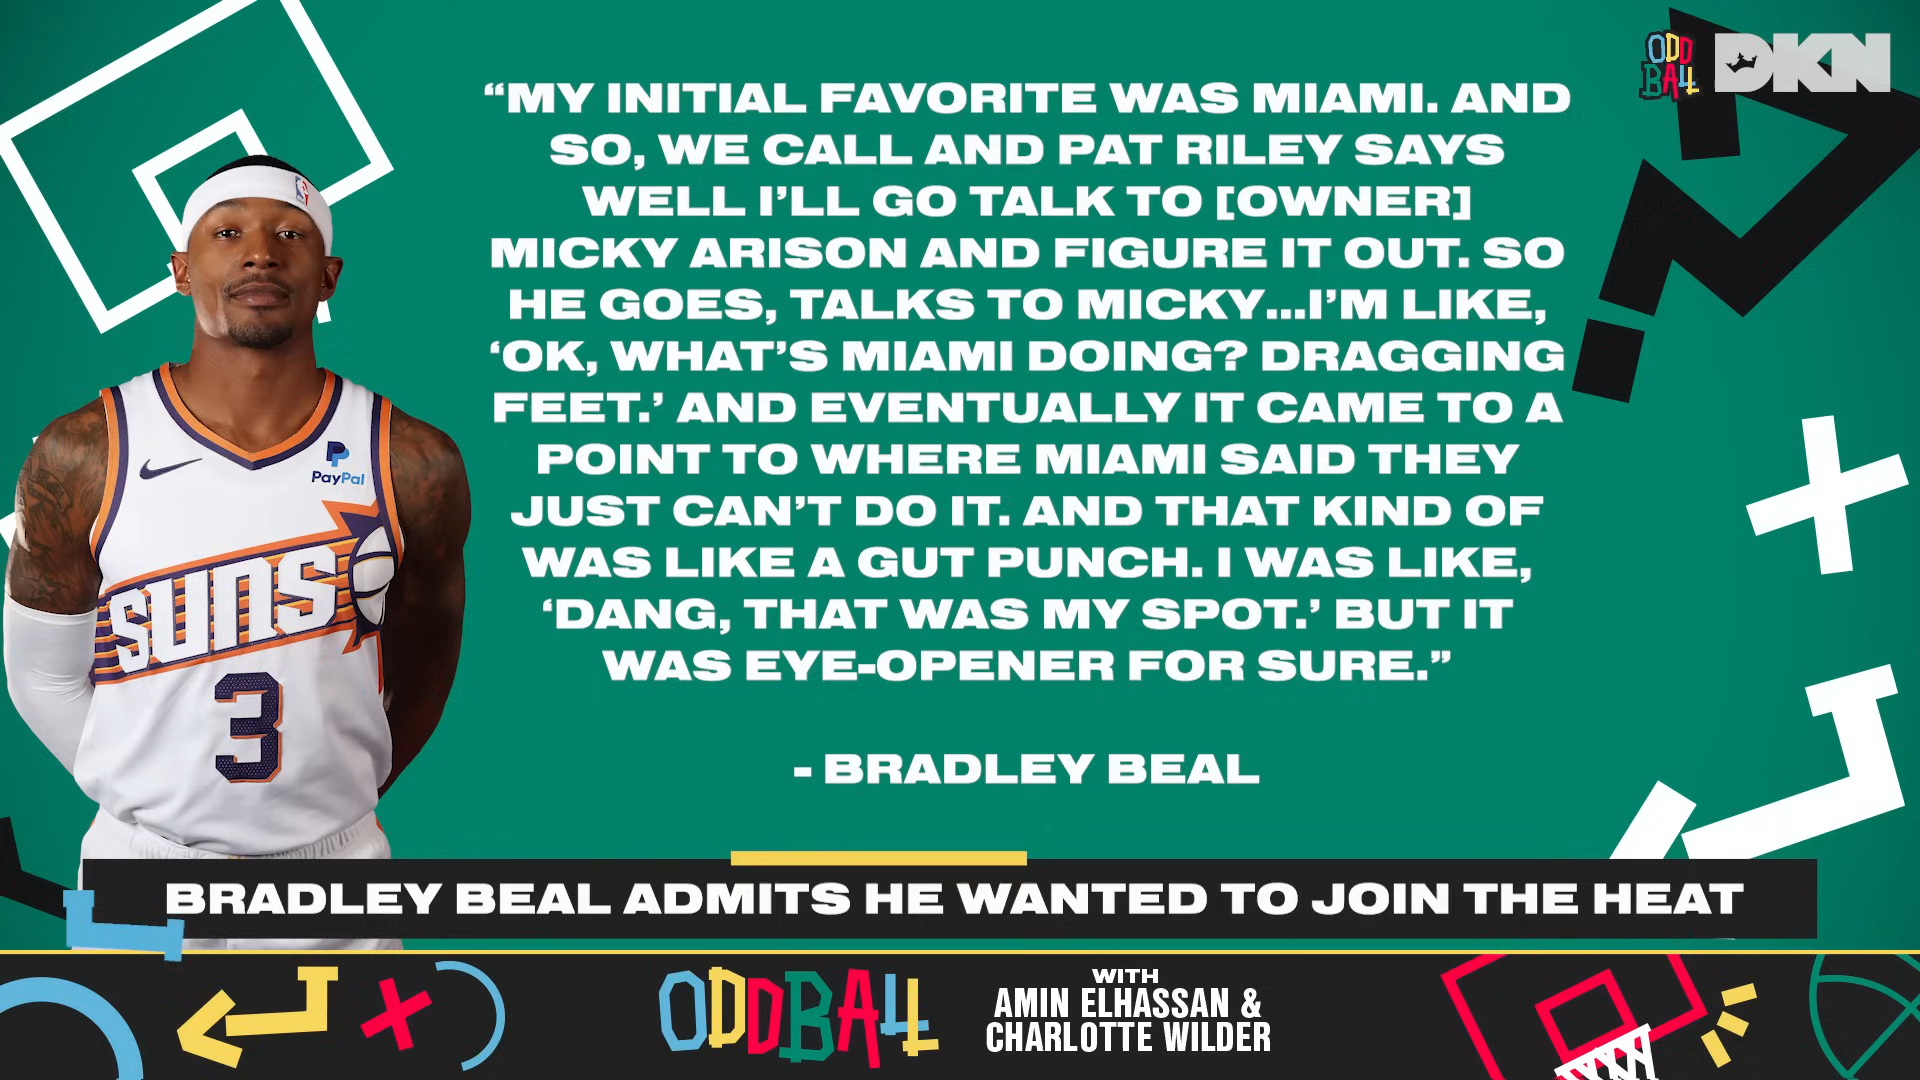 ODD
BALL
DKN
“MY INITIAL FAVORITE WAS MIAMI. AND
SO, WE CALL AND PAT RILEY SAYS
WELL I’LL GO TALK TO [OWNER]
MICKY ARISON AND FIGURE IT OUT. SO
HE GOES, TALKS TO MICKY...I’M LIKE,
‘OK, WHAT’S MIAMI DOING? DRAGGING
FEET.’ AND EVENTUALLY IT CAME TO A
POINT TO WHERE MIAMI SAID THEY
JUST CAN’T DO IT. AND THAT KIND OF
WAS LIKE A GUT PUNCH. I WAS LIKE,
‘DANG, THAT WAS MY SPOT.’ BUT IT
WAS EYE-OPENER FOR SURE.”
- BRADLEY BEAL
PayPal
SUNS
3
BRADLEY BEAL ADMITS HE WANTED TO JOIN THE HEAT
ODDBALL
WITH
AMIN ELHASSAN &
CHARLOTTE WILDER